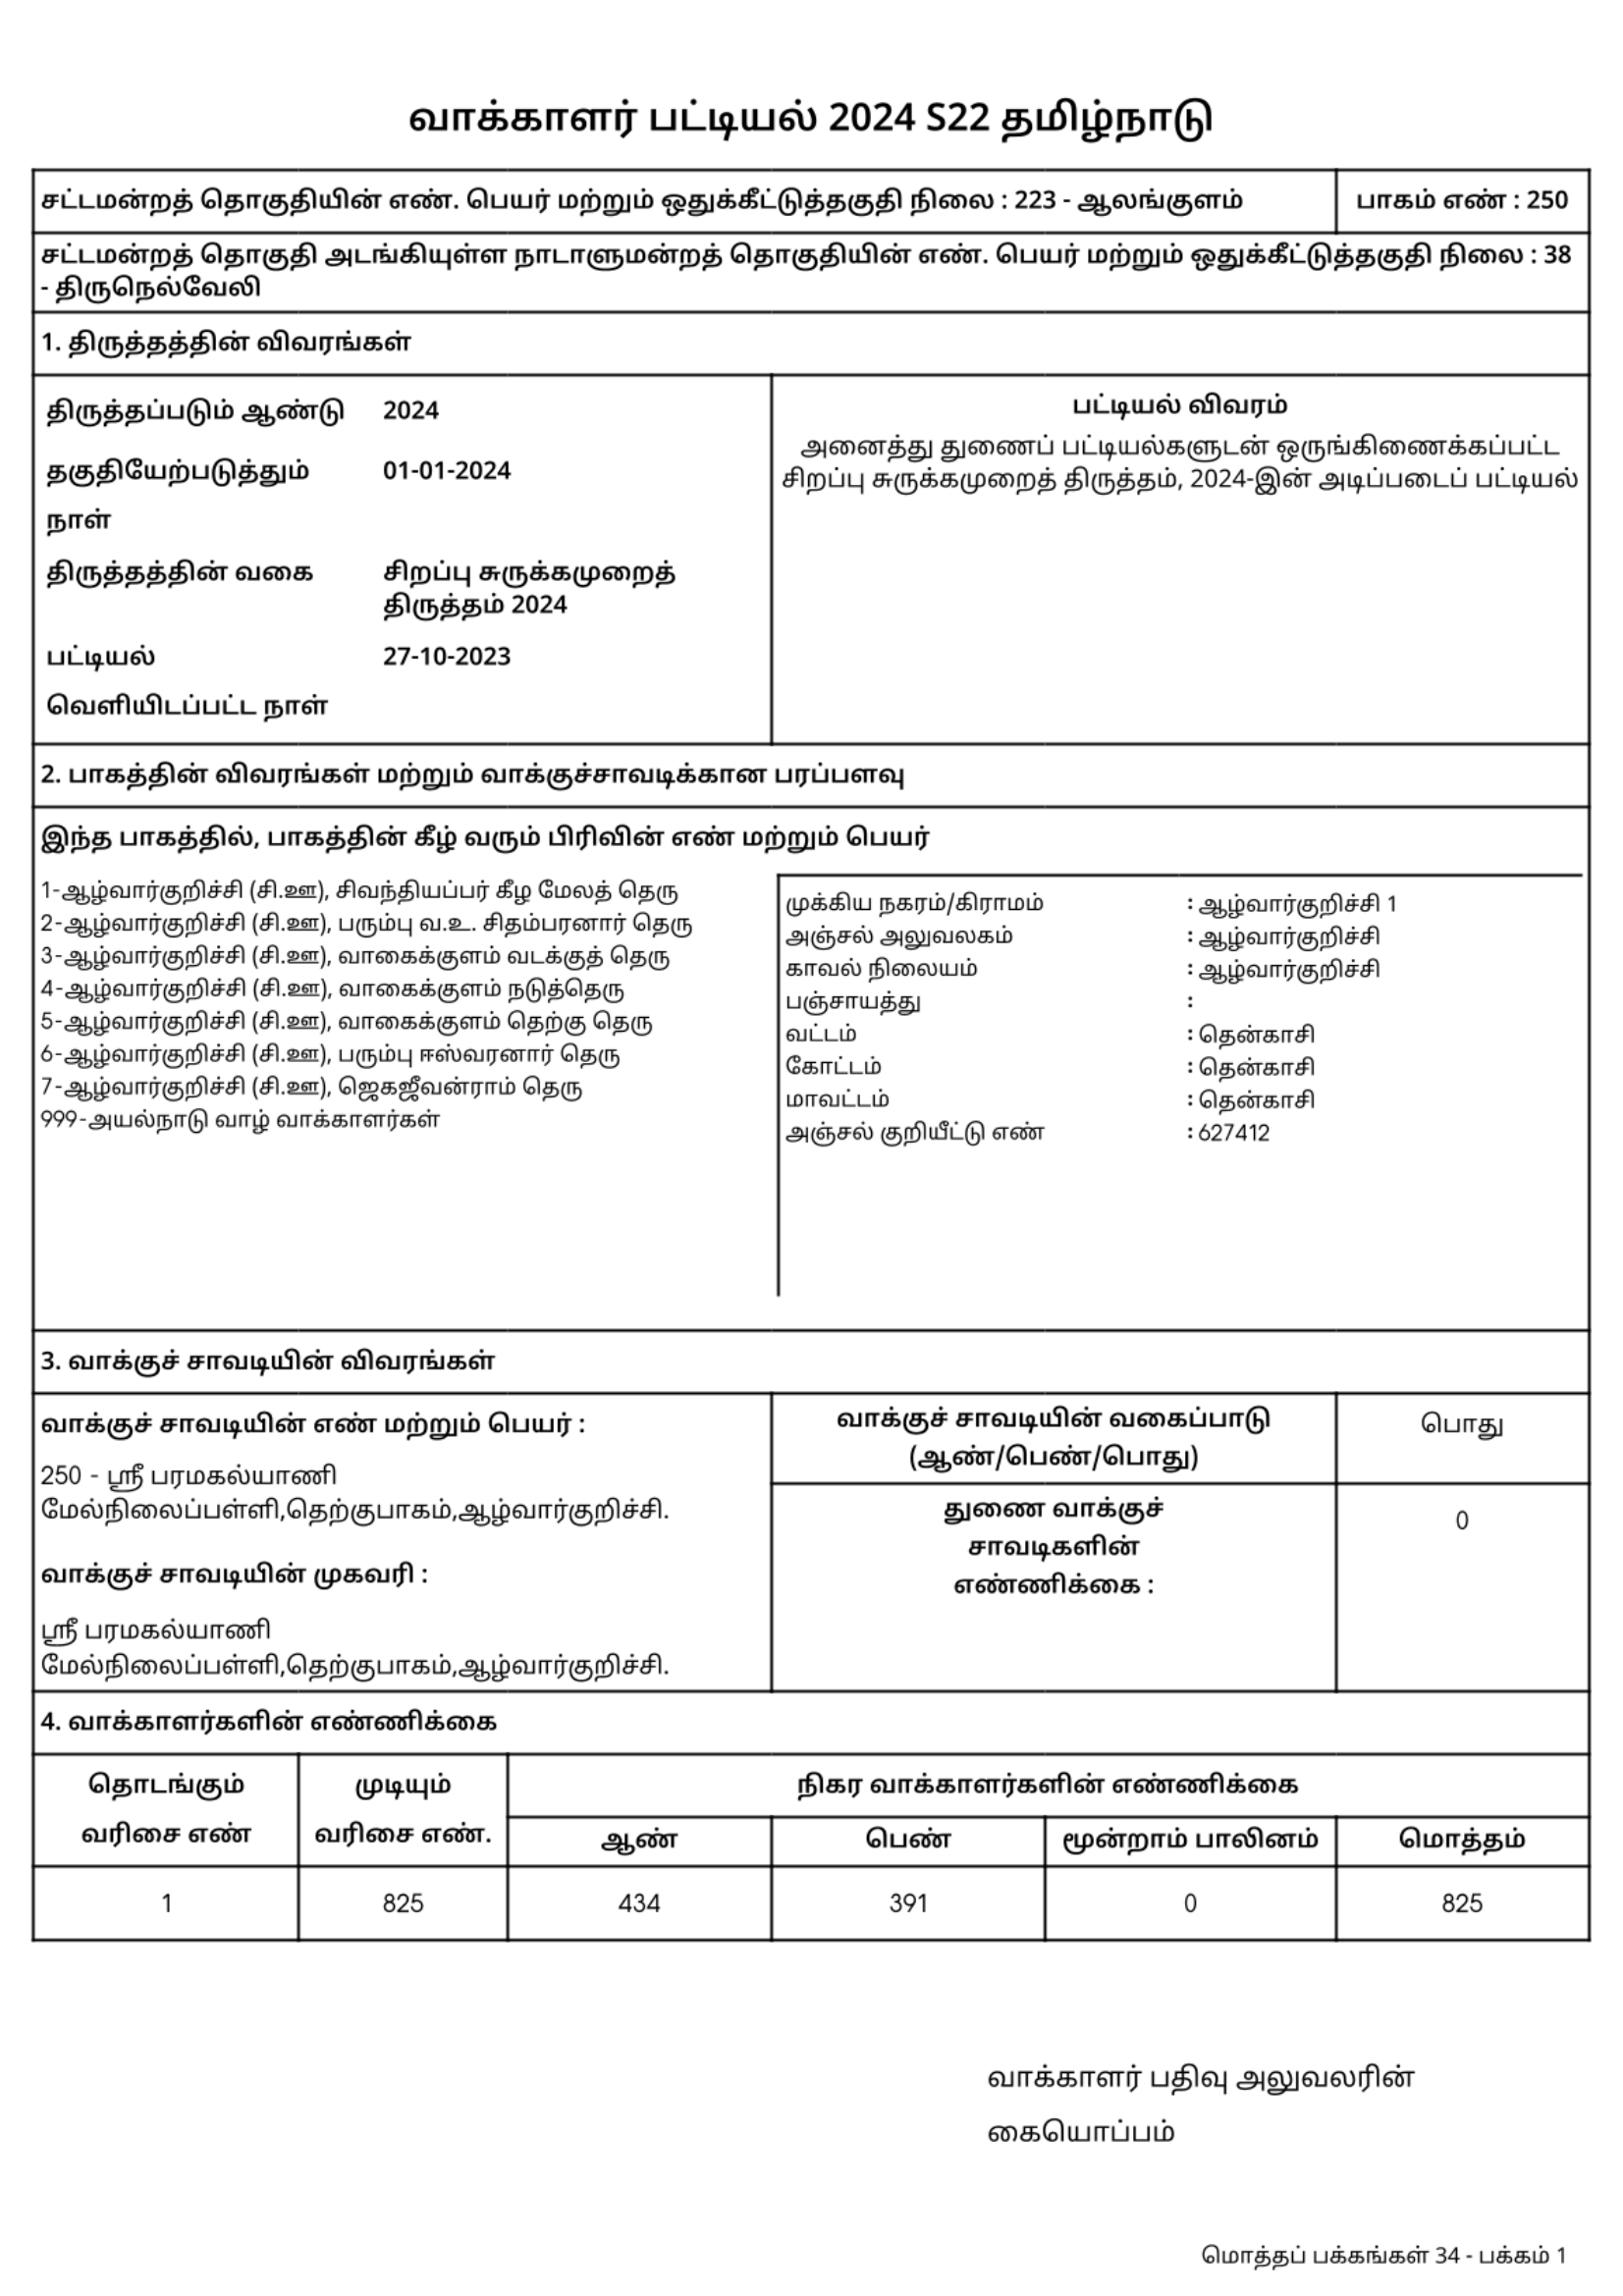 வாக்காளர் பட்டியல் 2024 S22 தமிழ்நாடு
சட்டமன்றத் தொகுதியின் எண். பெயர் மற்றும் ஒதுக்கீட்டுத்தகுதி நிலை : 223 - ஆலங்குளம்
பாகம் எண் : 250
சட்டமன்றத் தொகுதி அடங்கியுள்ள நாடாளுமன்றத் தொகுதியின் எண். பெயர் மற்றும் ஒதுக்கீட்டுத்தகுதி நிலை : 38
- திருநெல்வேலி
1. திருத்தத்தின் விவரங்கள்
திருத்தப்படும் ஆண்டு 2024
தகுதியேற்படுத்தும் 01-01-2024
நாள்
திருத்தத்தின் வகை சிறப்பு சுருக்கமுறைத்
திருத்தம் 2024
பட்டியல் 27-10-2023
வெளியிடப்பட்ட நாள்
பட்டியல் விவரம்
அனைத்து துணைப் பட்டியல்களுடன் ஒருங்கிணைக்கப்பட்ட
சிறப்பு சுருக்கமுறைத் திருத்தம், 2024-இன் அடிப்படைப் பட்டியல்
2. பாகத்தின் விவரங்கள் மற்றும் வாக்குச்சாவடிக்கான பரப்பளவு
இந்த பாகத்தில், பாகத்தின் கீழ் வரும் பிரிவின் எண் மற்றும் பெயர்
1-ஆழ்வார்குறிச்சி (சி.ஊ), சிவந்தியப்பர் கீழ மேலத் தெரு
2-ஆழ்வார்குறிச்சி (சி.ஊ), பரும்பு வ.உ. சிதம்பரனார் தெரு
3-ஆழ்வார்குறிச்சி (சி.ஊ), வாகைக்குளம் வடக்குத் தெரு
4-ஆழ்வார்குறிச்சி (சி.ஊ), வாகைக்குளம் நடுத்தெரு
5-ஆழ்வார்குறிச்சி (சி.ஊ), வாகைக்குளம் தெற்கு தெரு
6-ஆழ்வார்குறிச்சி (சி.ஊ), பரும்பு ஈஸ்வரனார் தெரு
7-ஆழ்வார்குறிச்சி (சி.ஊ), ஜெகஜீவன்ராம் தெரு
999-அயல்நாடு வாழ் வாக்காளர்கள்
முக்கிய நகரம்/கிராமம் : ஆழ்வார்குறிச்சி 1
அஞ்சல் அலுவலகம் : ஆழ்வார்குறிச்சி
காவல் நிலையம் : ஆழ்வார்குறிச்சி
பஞ்சாயத்து :
வட்டம் : தென்காசி
கோட்டம் : தென்காசி
மாவட்டம் : தென்காசி
அஞ்சல் குறியீட்டு எண் : 627412
3. வாக்குச் சாவடியின் விவரங்கள்
வாக்குச் சாவடியின் எண் மற்றும் பெயர் :
250 - ஸ்ரீ பரமகல்யாணி
மேல்நிலைப்பள்ளி,தெற்குபாகம்,ஆழ்வார்குறிச்சி.
வாக்குச் சாவடியின் முகவரி :
ஸ்ரீ பரமகல்யாணி
மேல்நிலைப்பள்ளி,தெற்குபாகம்,ஆழ்வார்குறிச்சி.
வாக்குச் சாவடியின் வகைப்பாடு
(ஆண்/பெண்/பொது)
பொது
துணை வாக்குச்
சாவடிகளின்
எண்ணிக்கை :
0
4. வாக்காளர்களின் எண்ணிக்கை
தொடங்கும்
வரிசை எண்
முடியும்
வரிசை எண்.
நிகர வாக்காளர்களின் எண்ணிக்கை
ஆண் பெண் மூன்றாம் பாலினம் மொத்தம்
1 825 434 391 0 825
வாக்காளர் பதிவு அலுவலரின்
கையொப்பம்
மொத்தப் பக்கங்கள் 34 - பக்கம் 1